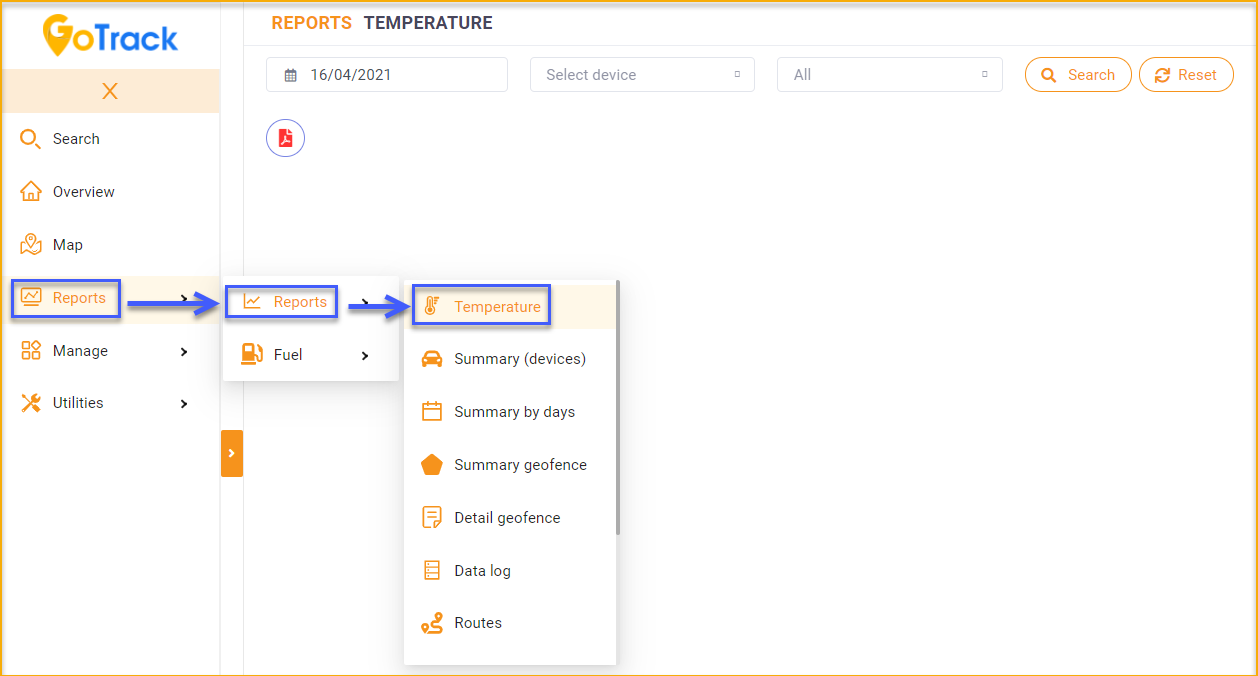 GoTrack
REPORTS TEMPERATURE
16/04/2021
Select device
All
Search
Reset
X
Search
Overview
Map
Reports
Manage
Utilities
Reports
Fuel
Temperature
Summary (devices)
Summary by days
Summary geofence
Detail geofence
Data log
Routes